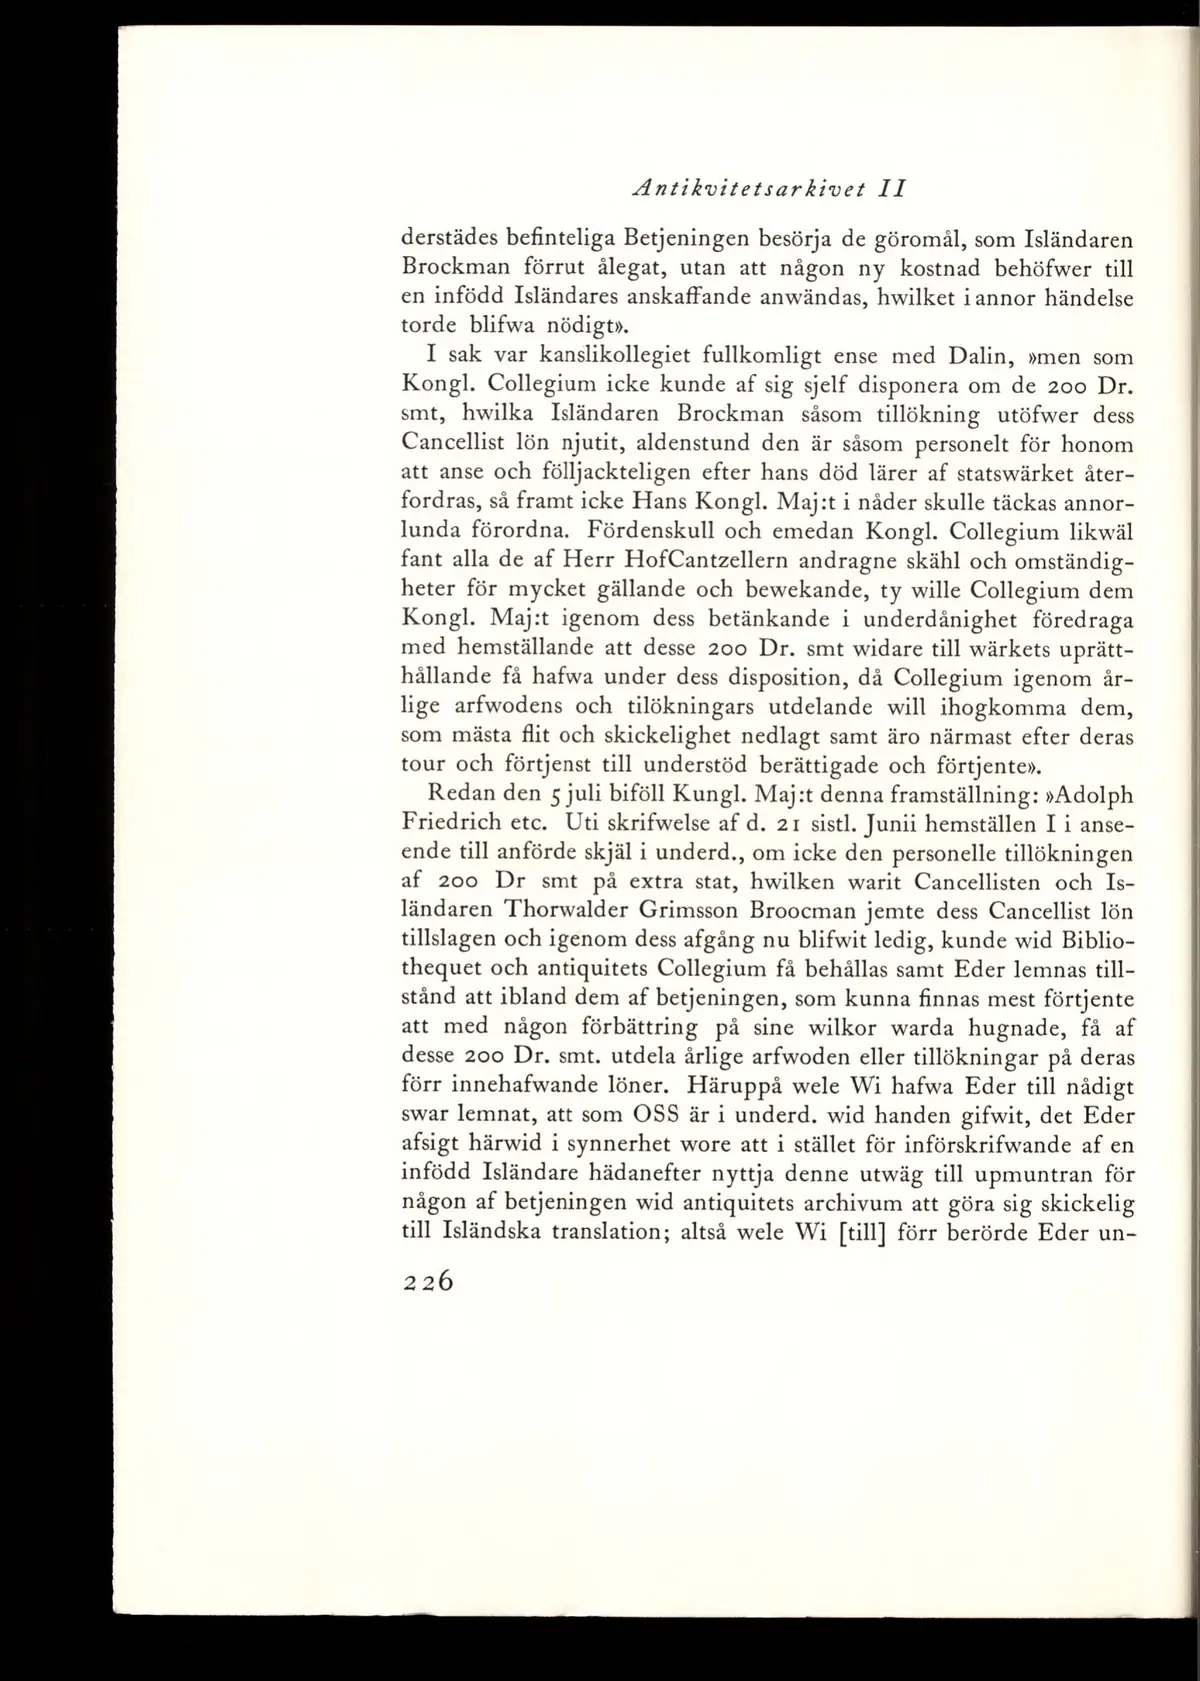 Antikvitetsarkivet II
derstädes befinteliga Betjeningen besörja de göromål, som Isländaren
Brockman förrut ålegat, utan att någon ny kostnad behöfwer till
en infödd Isländares anskaffande anwändas, hwilket i annor händelse
torde blifwa nödigt».
I sak var kanslikollegiet fullkomligt ense med Dalin, »men som
Kongl. Collegium icke kunde af sig sjelf disponera om de 200 Dr.
smt, hwilka Isländaren Brockman såsom tillökning utöfwer dess
Cancellist lön njutit, aldenstund den är såsom personelt för honom
att anse och fölljackteligen efter hans död lärer af statswärket åter-
fordras, så framt icke Hans Kongl. Maj:t i nåder skulle täckas annor-
lunda förordna. Fördenskull och emedan Kongl. Collegium likwäl
fant alla de af Herr HofCantzellern andragne skähl och omständig-
heter för mycket gällande och bewekande, ty wille Collegium dem
Kongl. Maj:t igenom dess betänkande i underdånighet föredraga
med hemställande att desse 200 Dr. smt widare till wärkets uprätt-
hållande få hafwa under dess disposition, då Collegium igenom år-
lige arfwodens och tilökningars utdelande will ihogkomma dem,
som mästa flit och skickelighet nedlagt samt äro närmast efter deras
tour och förtjenst till understöd berättigade och förtjente».
Redan den 5 juli biföll Kungl. Maj:t denna framställning: »Adolph
Friedrich etc. Uti skrifwelse af d. 21 sistl. Junii hemställen I i anse-
ende till anförde skjäl i underd., om icke den personelle tillökningen
af 200 Dr smt på extra stat, hwilken warit Cancellisten och Is-
ländaren Thorwalder Grimsson Broocman jemte dess Cancellist lön
tillslagen och igenom dess afgång nu blifwit ledig, kunde wid Biblio-
thequet och antiquitets Collegium få behållas samt Eder lemnas till-
stånd att ibland dem af betjeningen, som kunna finnas mest förtjente
att med någon förbättring på sine wilkor warda hugnade, få af
desse 200 Dr. smt. utdela årlige arfwoden eller tillökningar på deras
förr innehafwande löner. Häruppå wele Wi hafwa Eder till nådigt
swar lemnat, att som OSS är i underd. wid handen gifwit, det Eder
afsigt härwid i synnerhet wore att i stället för införskrifwande af en
infödd Isländare hädanefter nyttja denne utwäg till upmuntran för
någon af betjeningen wid antiquitets archivum att göra sig skickelig
till Isländska translation; altså wele Wi [till] förr berörde Eder un-
226